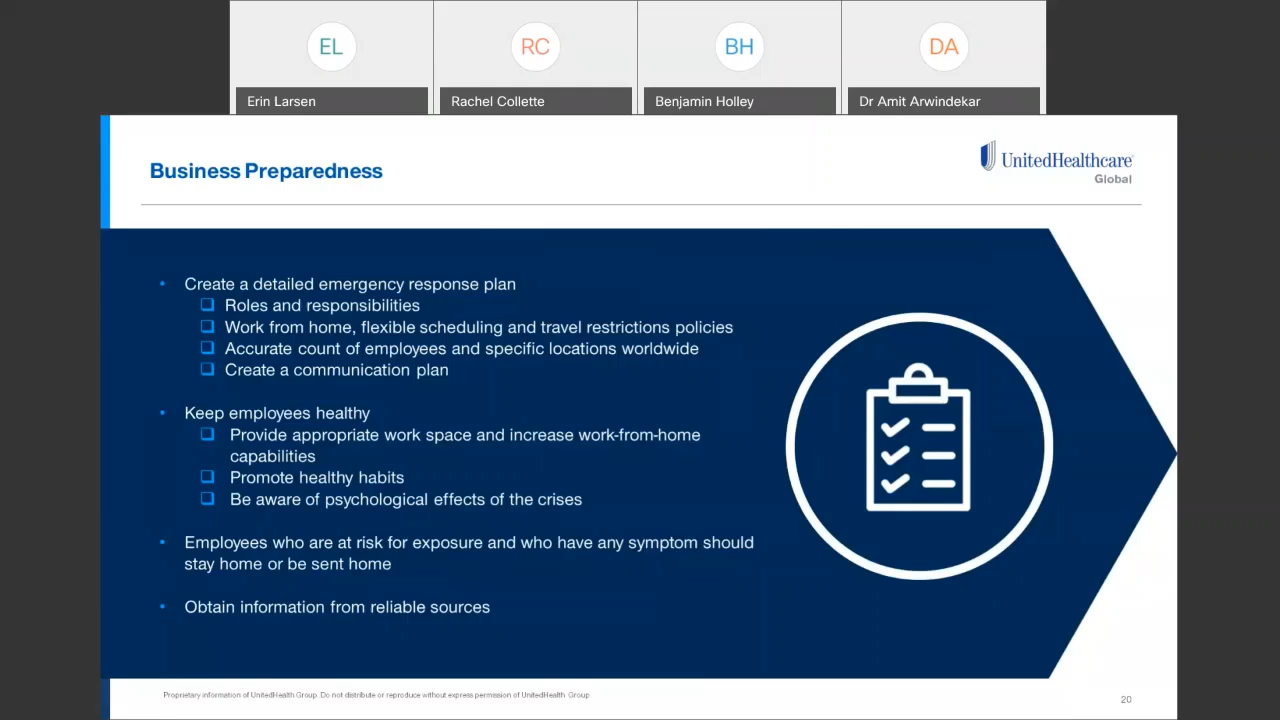 EL
RC
BH
DA
Erin Larsen
Rachel Collette
Benjamin Holley
Dr Amit Arwindekar
Business Preparedness
UnitedHealthcare
Global
• Create a detailed emergency response plan
❑ Roles and responsibilities
❑ Work from home, flexible scheduling and travel restrictions policies
❑ Accurate count of employees and specific locations worldwide
❑ Create a communication plan
• Keep employees healthy
❑ Provide appropriate work space and increase work-from-home
capabilities
❑ Promote healthy habits
❑ Be aware of psychological effects of the crises
• Employees who are at risk for exposure and who have any symptom should
stay home or be sent home
• Obtain information from reliable sources
Proprietary information of UnitedHealth Group. Do not distribute or reproduce without express permission of UnitedHealth Group.
20